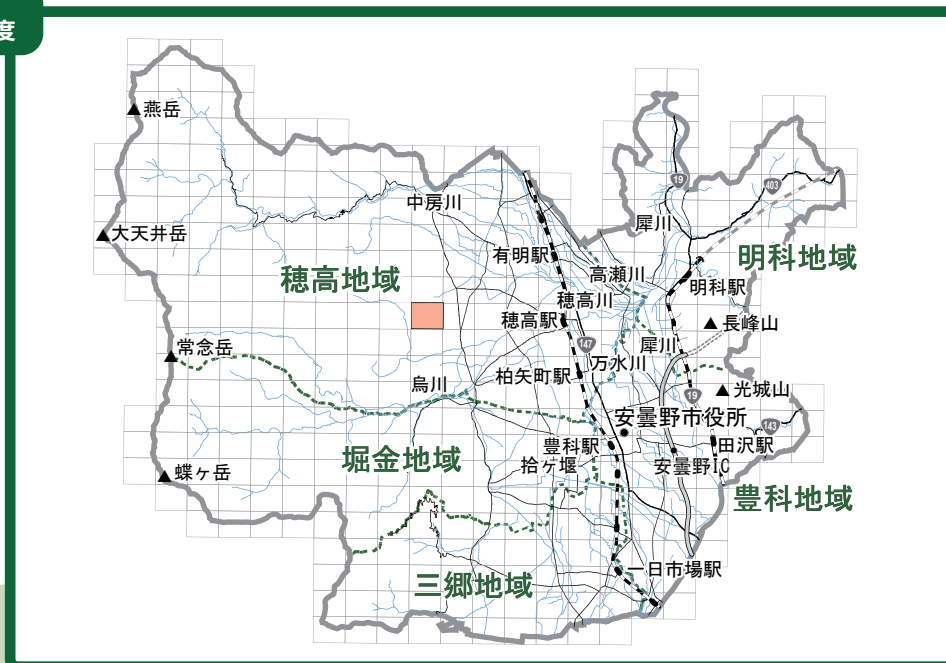 度
燕岳
19
403
中房川
犀川
大天井岳
有明駅
明科地域
高瀬川
穂高地域
明科駅
穂高川
穂高駅
長峰山
147
犀川
常念岳
万水川
柏矢町駅
烏川
光城山
19
安曇野市役所
143
豊科駅
田沢駅
堀金地域
拾ヶ堰
安曇野IC
蝶ヶ岳
豊科地域
一日市場駅
三郷地域